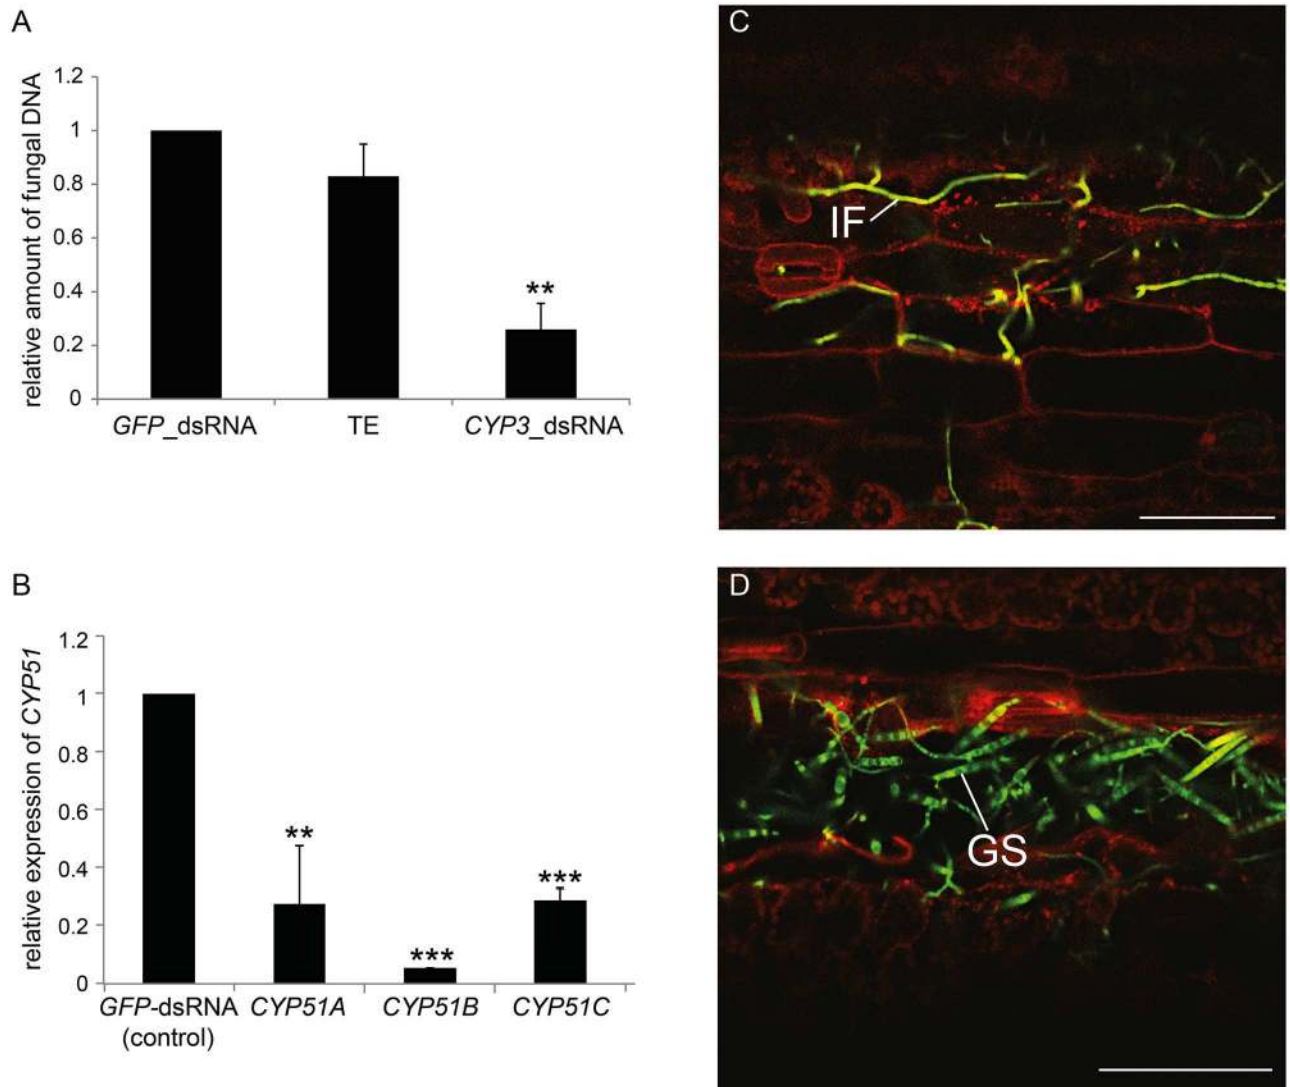 A
relative amount of fungal DNA
1.2
1
0.8
0.6
0.4
0.2
0
**
GFP_dsRNA
TE
CYP3_dsRNA
B
relative expression of CYP51
1.2
1
0.8
0.6
0.4
0.2
0
**
***
***
GFP-dsRNA
(control)
CYP51A
CYP51B
CYP51C
C
IF
D
GS